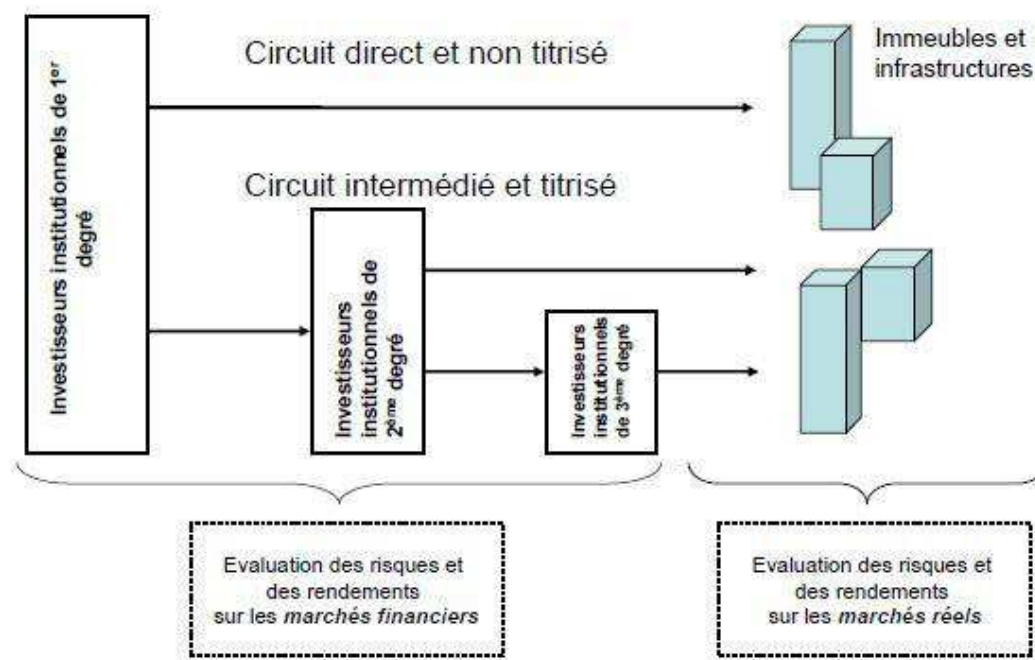 Circuit direct et non titrisé
Immeubles et
infrastructures
Investisseurs institutionnels de 1er
degré
Circuit intermédié et titrisé
Investisseurs
institutionnels de
2ème degré
Investisseurs
institutionnels
de 3ème degré
Evaluation des risques et
des rendements
sur les marchés financiers
Evaluation des risques et
des rendements
sur les marchés réels